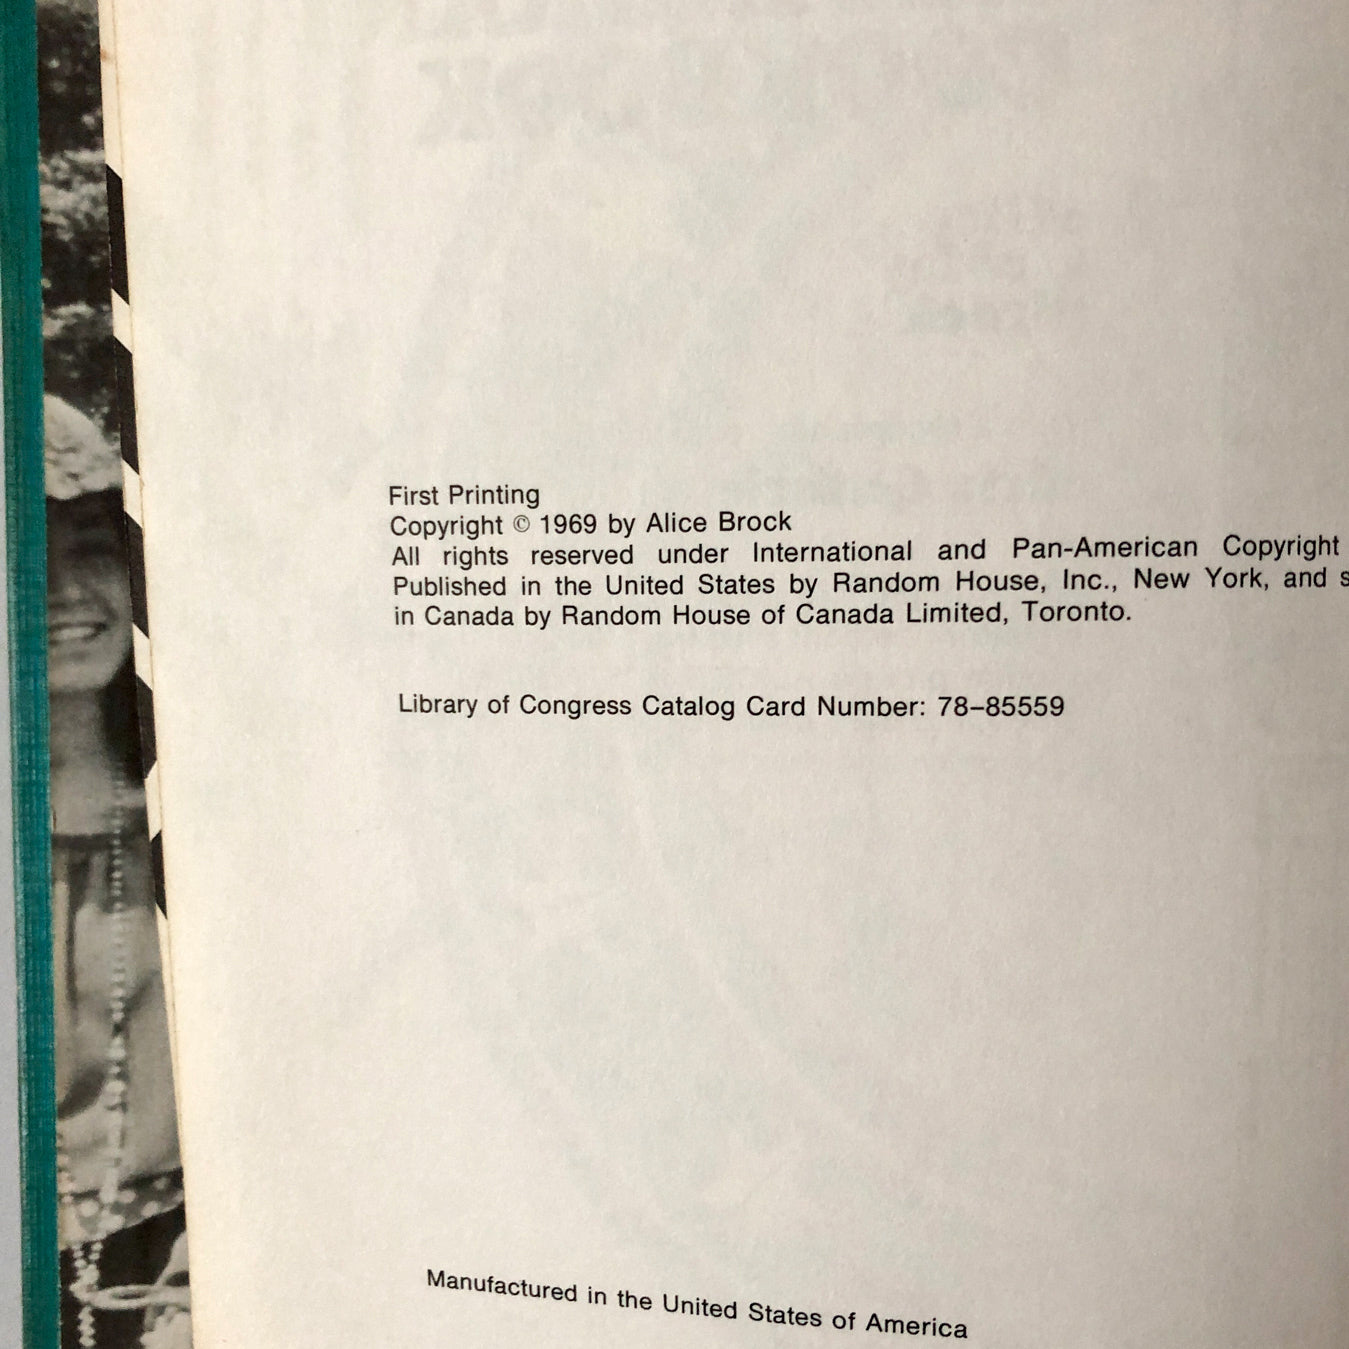 First Printing
Copyright © 1969 by Alice Brock
All rights reserved under International and Pan-American Copyright
Published in the United States by Random House, Inc., New York, and s
in Canada by Random House of Canada Limited, Toronto.
Library of Congress Catalog Card Number: 78–85559
Manufactured in the United States of America